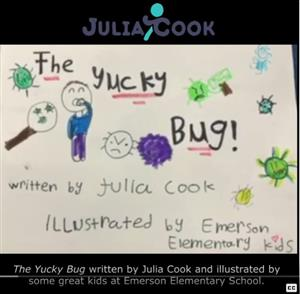 JULIA COOK
The Yucky
Bug!
written by Julia Cook
ILLUStrated by Emerson
Elementary kids
The Yucky Bug written by Julia Cook and illustrated by
some great kids at Emerson Elementary School.
CC